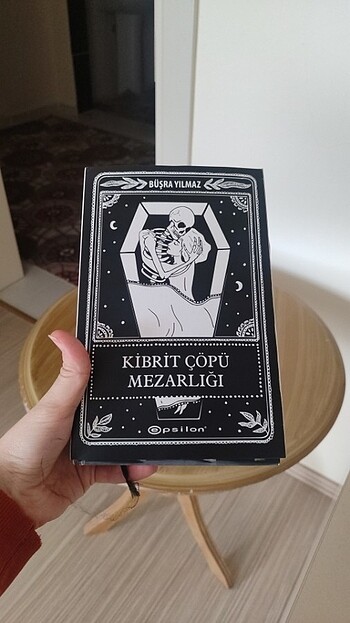 BÜŞRA YILMAZ
KİBRİT ÇÖPÜ
MEZARLIĞI
epsilon